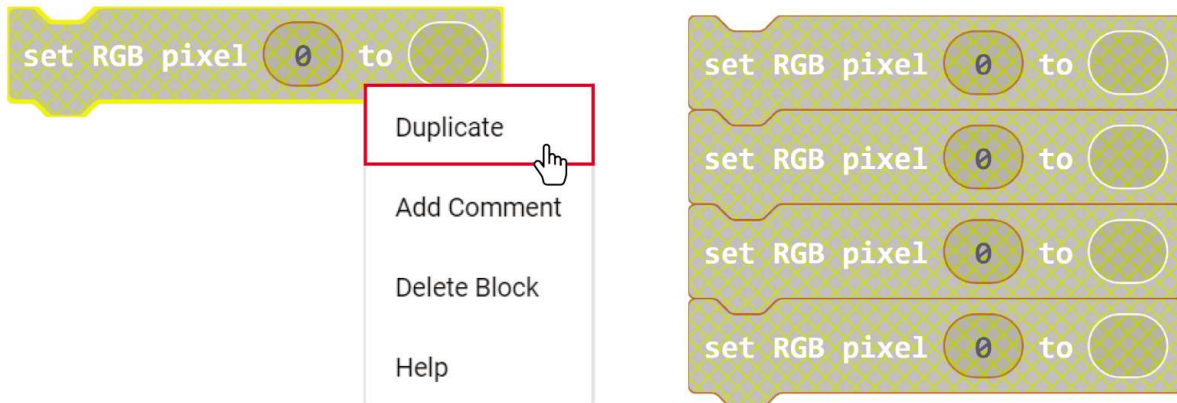 set RGB pixel 0 to
Duplicate
Add Comment
Delete Block
Help
set RGB pixel 0 to
set RGB pixel 0 to
set RGB pixel 0 to
set RGB pixel 0 to